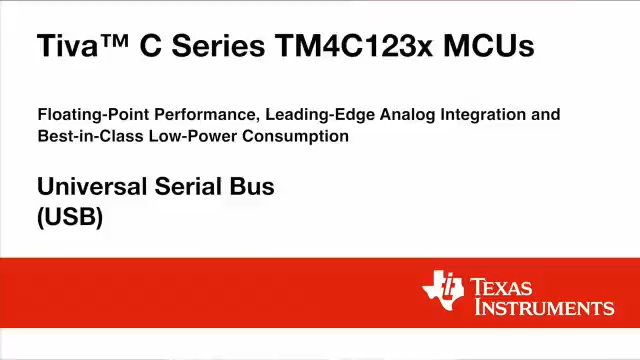 Tiva™ C Series TM4C123x MCUs
Floating-Point Performance, Leading-Edge Analog Integration and
Best-in-Class Low-Power Consumption
Universal Serial Bus
(USB)
TEXAS
INSTRUMENTS